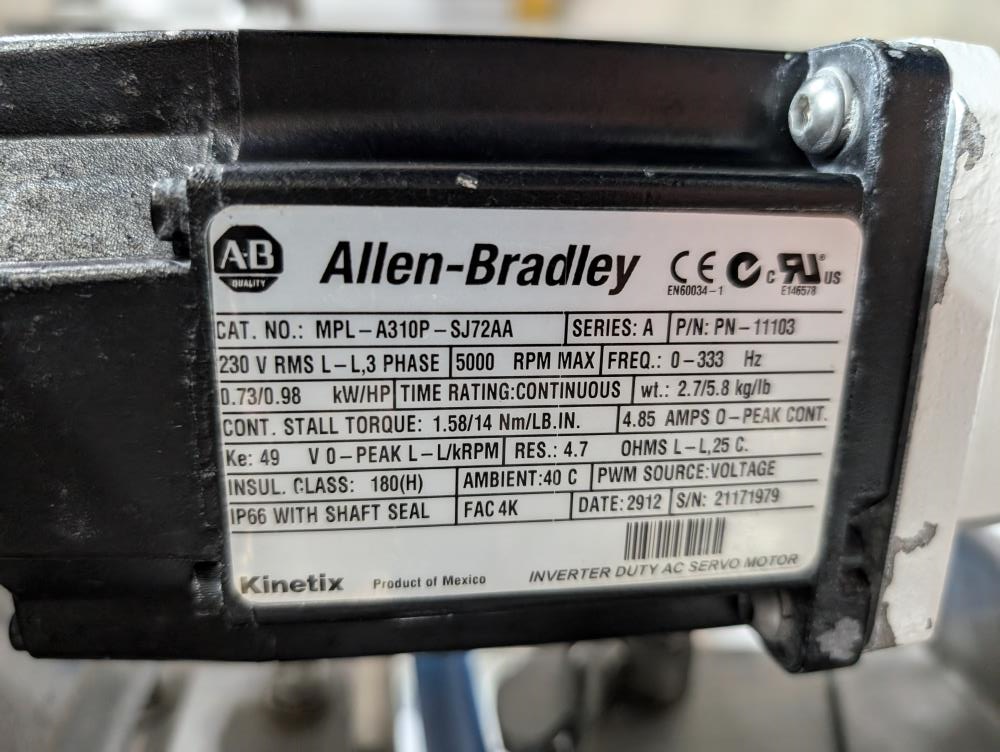 A-B
QUALITY
Allen-Bradley
CE
EN60034-1
C
c RU® US
E146578
CAT. NO.: MPL-A310P-SJ72AA SERIES: A P/N: PN-11103
230 V RMS L-L,3 PHASE 5000 RPM MAX FREQ.: 0-333 Hz
0.73/0.98 kW/HP TIME RATING:CONTINUOUS wt.: 2.7/5.8 kg/lb
CONT. STALL TORQUE: 1.58/14 Nm/LB.IN. 4.85 AMPS 0-PEAK CONT.
Ke: 49 V 0-PEAK L-L/kRPM RES.: 4.7 OHMS L-L,25 C.
INSUL. CLASS: 180(H) AMBIENT:40 C PWM SOURCE:VOLTAGE
IP66 WITH SHAFT SEAL FAC 4K DATE: 2912 S/N: 21171979
Kinetix Product of Mexico INVERTER DUTY AC SERVO MOTOR